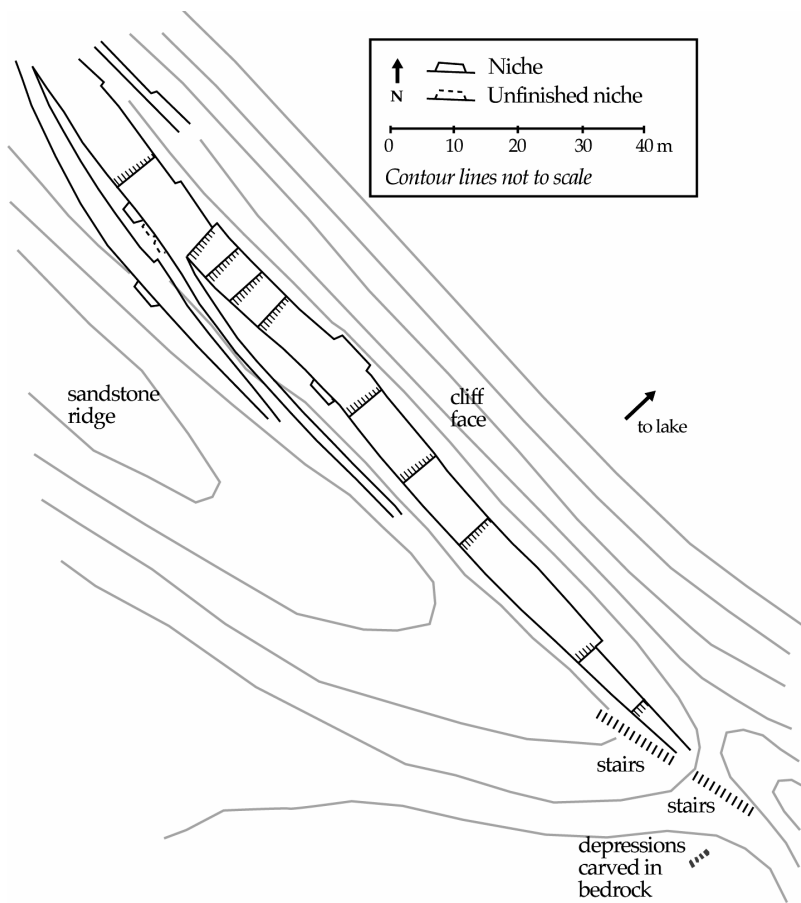 Niche
N
Unfinished niche
0 10 20 30 40 m
Contour lines not to scale
sandstone
ridge
cliff
face
to lake
stairs
stairs
depressions
carved in
bedrock